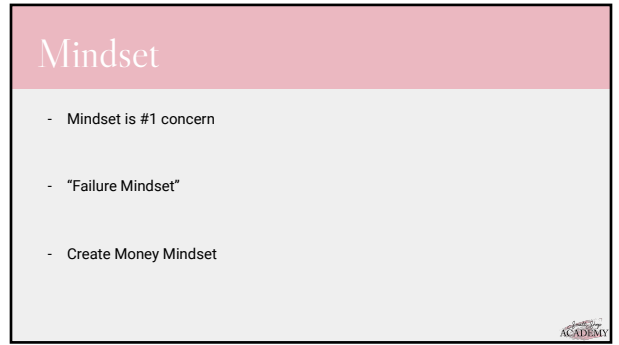 Mindset
- Mindset is #1 concern
- “Failure Mindset”
- Create Money Mindset
ACADEMY